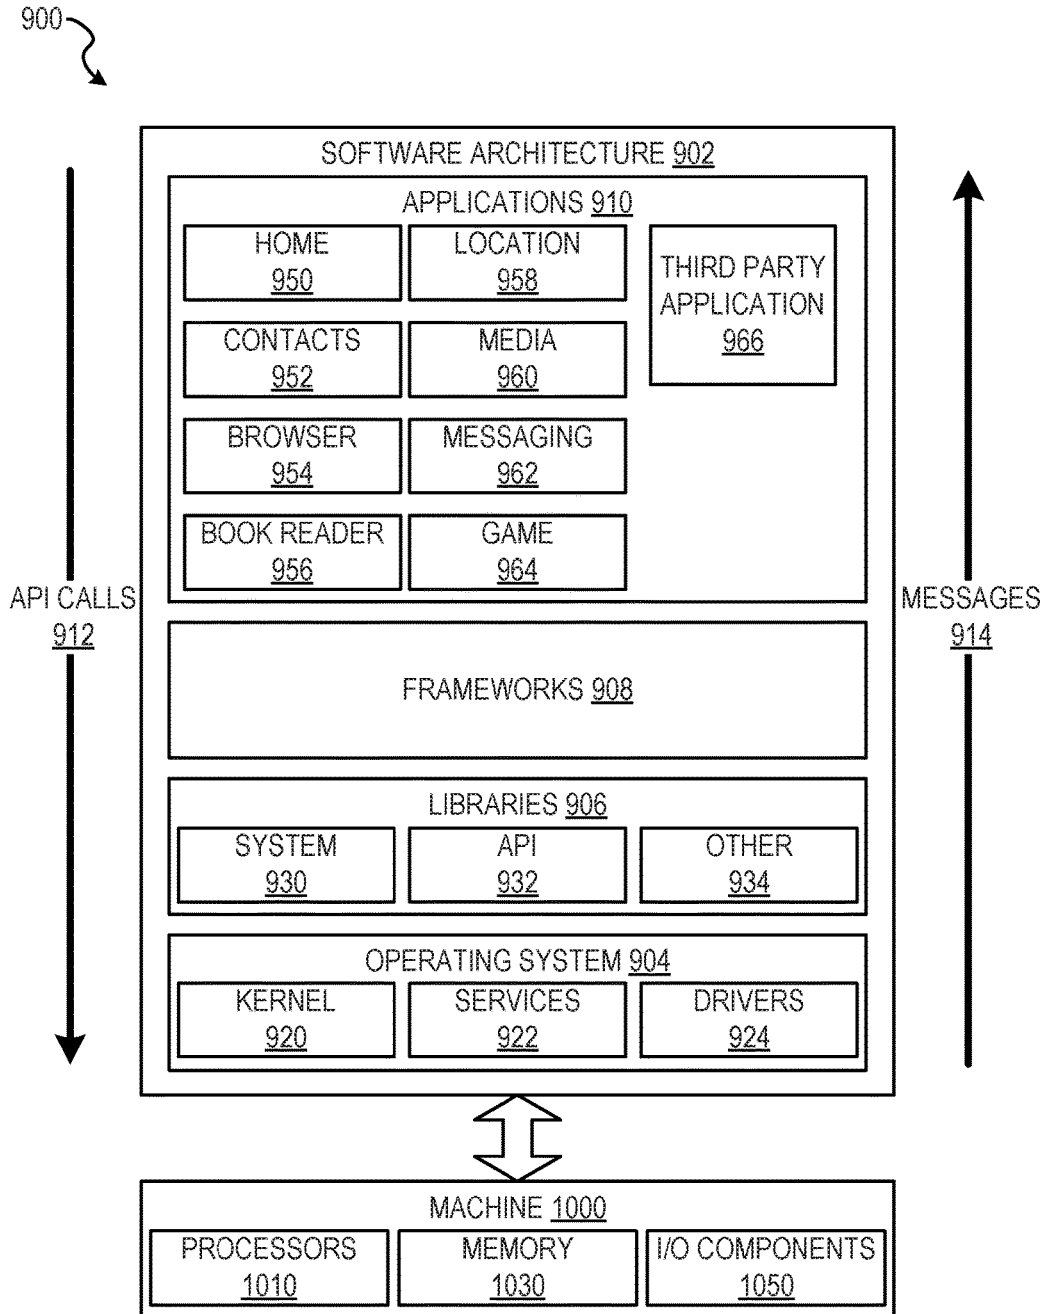 900
SOFTWARE ARCHITECTURE 902
APPLICATIONS 910
HOME
950
LOCATION
958
THIRD PARTY
APPLICATION
966
CONTACTS
952
MEDIA
960
BROWSER
954
MESSAGING
962
BOOK READER
956
GAME
964
API CALLS
912
MESSAGES
914
FRAMEWORKS 908
LIBRARIES 906
SYSTEM
930
API
932
OTHER
934
OPERATING SYSTEM 904
KERNEL
920
SERVICES
922
DRIVERS
924
MACHINE 1000
PROCESSORS
1010
MEMORY
1030
I/O COMPONENTS
1050